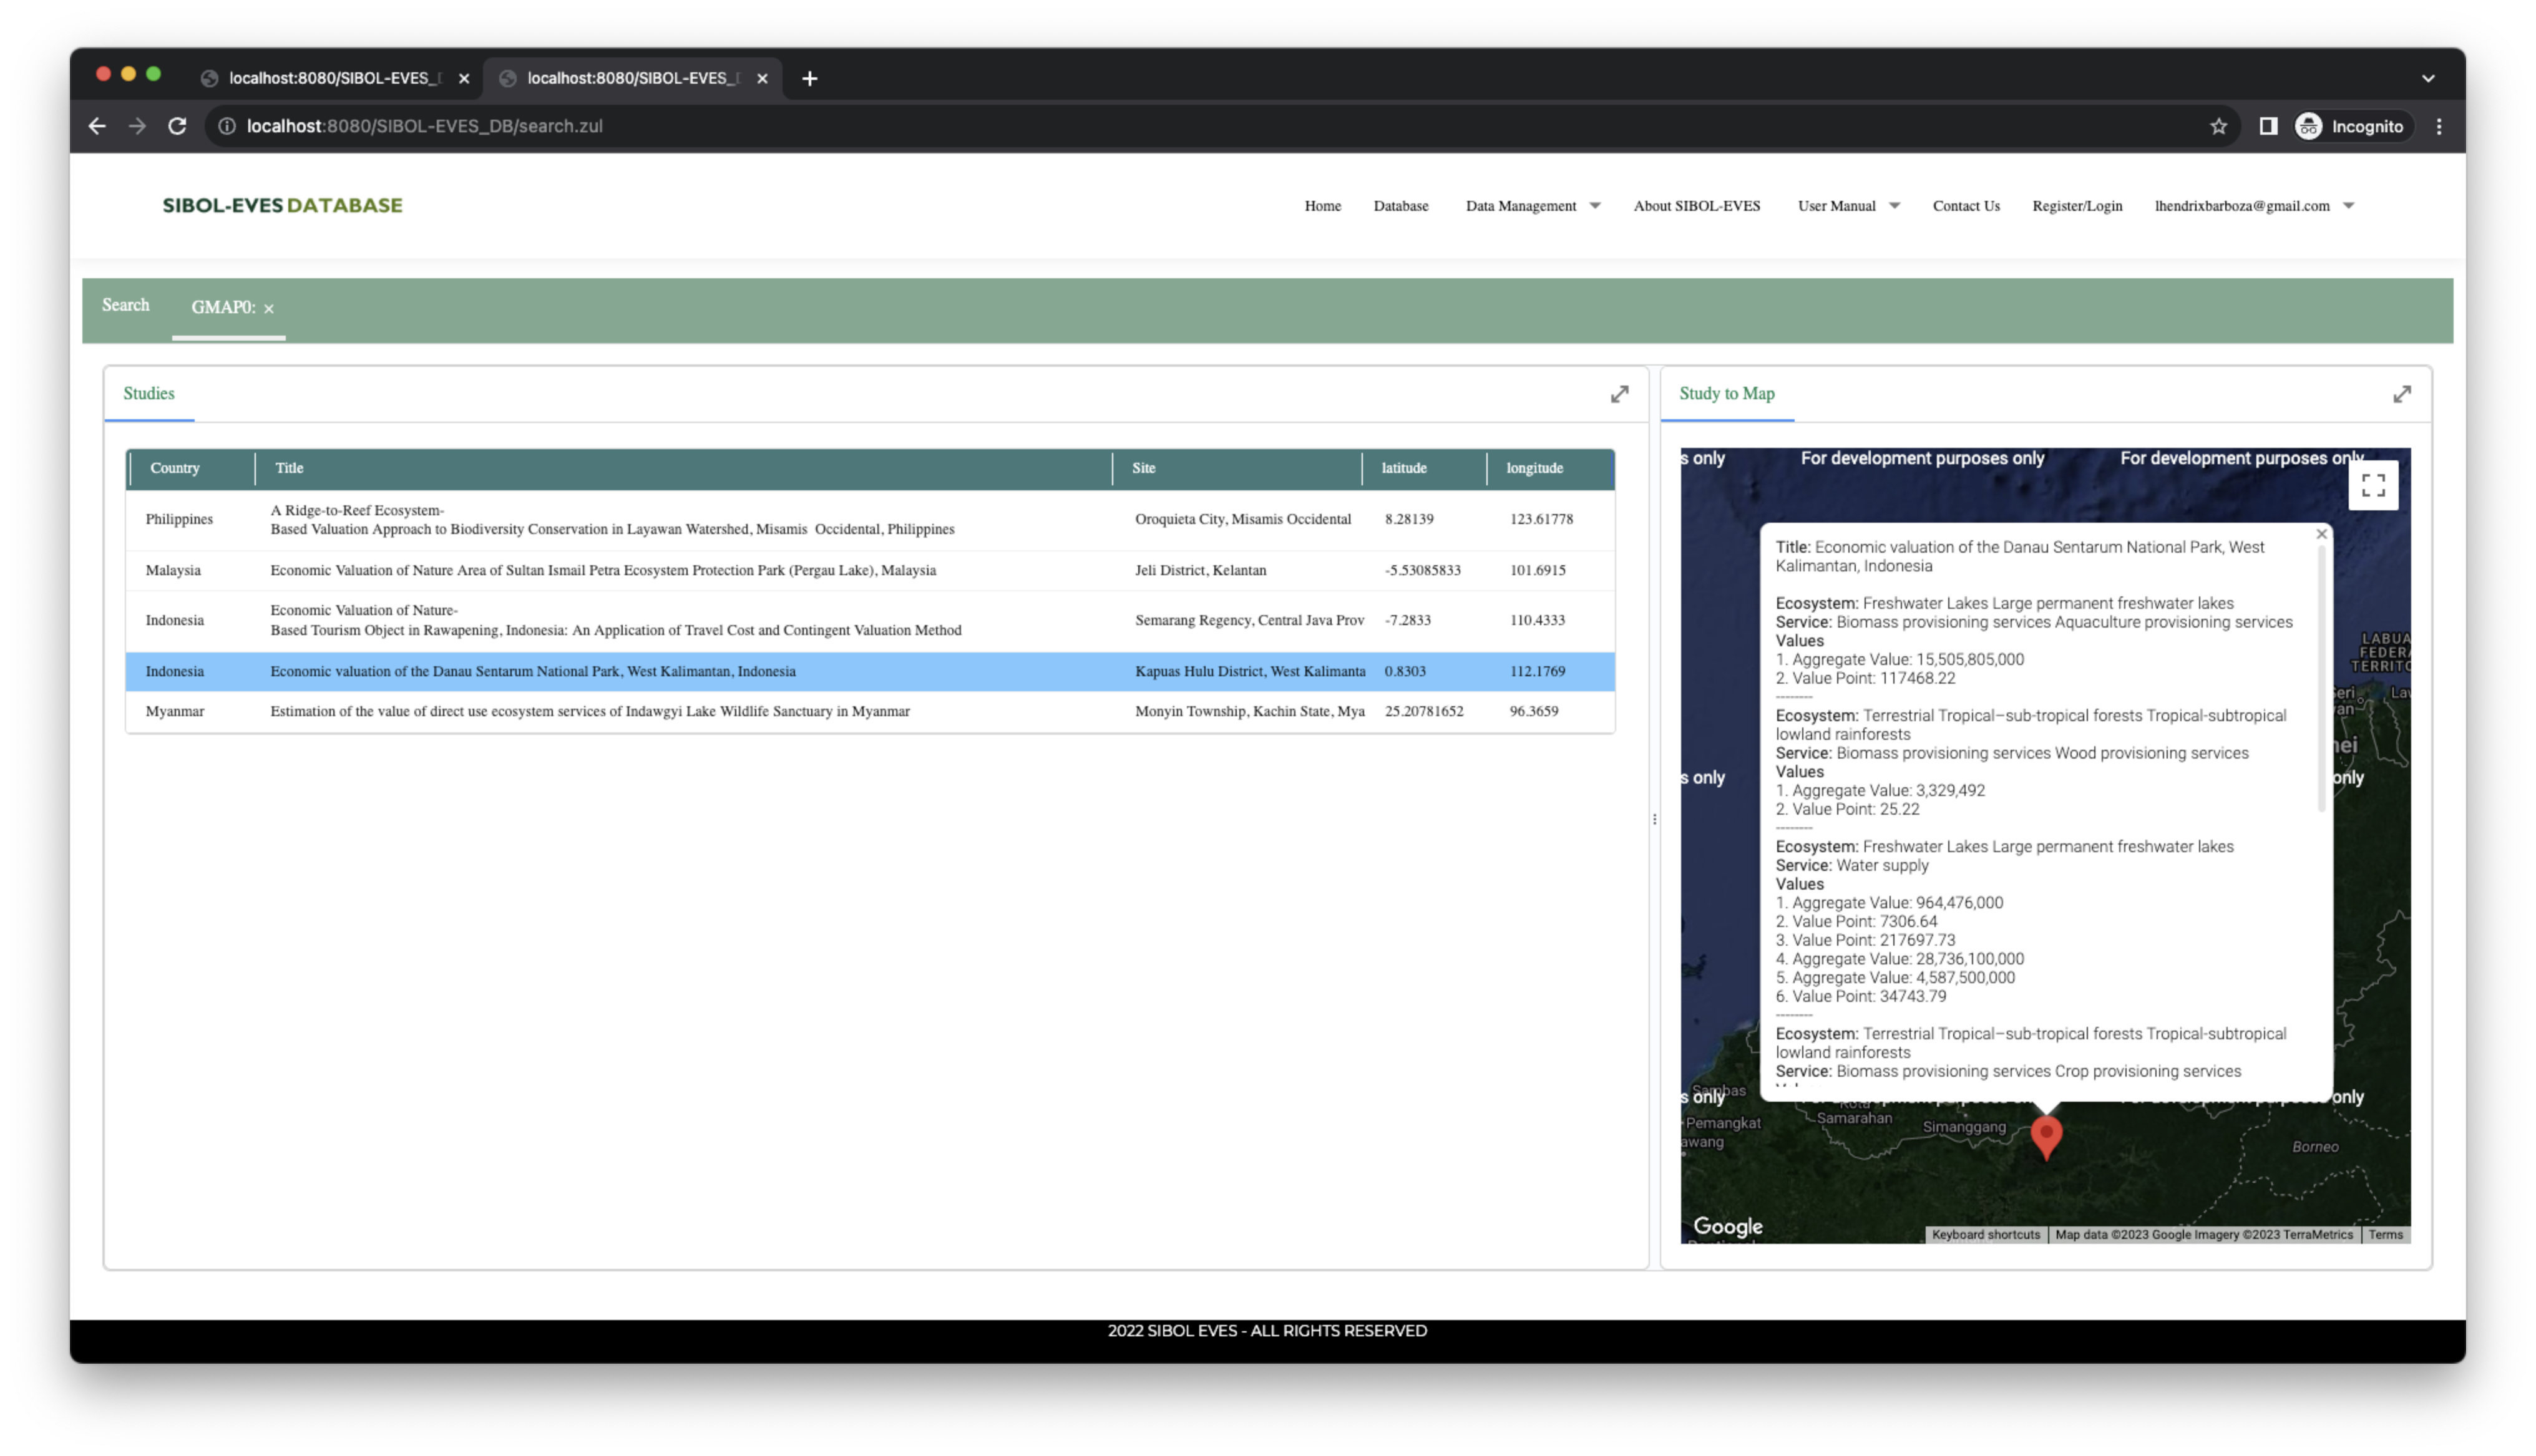 localhost:8080/SIBOL-EVES_
localhost:8080/SIBOL-EVES_
localhost:8080/SIBOL-EVES_DB/search.zul
Incognito
SIBOL-EVES DATABASE
Home Database Data Management About SIBOL-EVES User Manual Contact Us Register/Login lhendrixbarboza@gmail.com
Search GMAP0:
Studies
Country Title Site latitude longitude
Philippines A Ridge-to-Reef Ecosystem-
Based Valuation Approach to Biodiversity Conservation in Layawan Watershed, Misamis Occidental, Philippines Oroquieta City, Misamis Occidental 8.28139 123.61778
Malaysia Economic Valuation of Nature Area of Sultan Ismail Petra Ecosystem Protection Park (Pergau Lake), Malaysia Jeli District, Kelantan -5.53085833 101.6915
Indonesia Economic Valuation of Nature-
Based Tourism Object in Rawapening, Indonesia: An Application of Travel Cost and Contingent Valuation Method Semarang Regency, Central Java Prov -7.2833 110.4333
Indonesia Economic valuation of the Danau Sentarum National Park, West Kalimantan, Indonesia Kapuas Hulu District, West Kalimanta 0.8303 112.1769
Myanmar Estimation of the value of direct use ecosystem services of Indawgyi Lake Wildlife Sanctuary in Myanmar Monyin Township, Kachin State, Mya 25.20781652 96.3659
Study to Map
s only For development purposes only For development purposes only
Title: Economic valuation of the Danau Sentarum National Park, West
Kalimantan, Indonesia
Ecosystem: Freshwater Lakes Large permanent freshwater lakes
Service: Biomass provisioning services Aquaculture provisioning services
Values
1. Aggregate Value: 15,505,805,000
2. Value Point: 117468.22
--------
Ecosystem: Terrestrial Tropical–sub-tropical forests Tropical-subtropical
lowland rainforests
Service: Biomass provisioning services Wood provisioning services
Values
1. Aggregate Value: 3,329,492
2. Value Point: 25.22
--------
Ecosystem: Freshwater Lakes Large permanent freshwater lakes
Service: Water supply
Values
1. Aggregate Value: 964,476,000
2. Value Point: 7306.64
3. Value Point: 217697.73
4. Aggregate Value: 28,736,100,000
5. Aggregate Value: 4,587,500,000
6. Value Point: 34743.79
--------
Ecosystem: Terrestrial Tropical–sub-tropical forests Tropical-subtropical
lowland rainforests
Service: Biomass provisioning services Crop provisioning services
LABUA
FEDER
TERRIT
s only only
s only only
Sambas
Pemangkat
Samarahan
Simanggang
Borneo
Google
Keyboard shortcuts Map data ©2023 Google Imagery ©2023 TerraMetrics Terms
2022 SIBOL EVES - ALL RIGHTS RESERVED